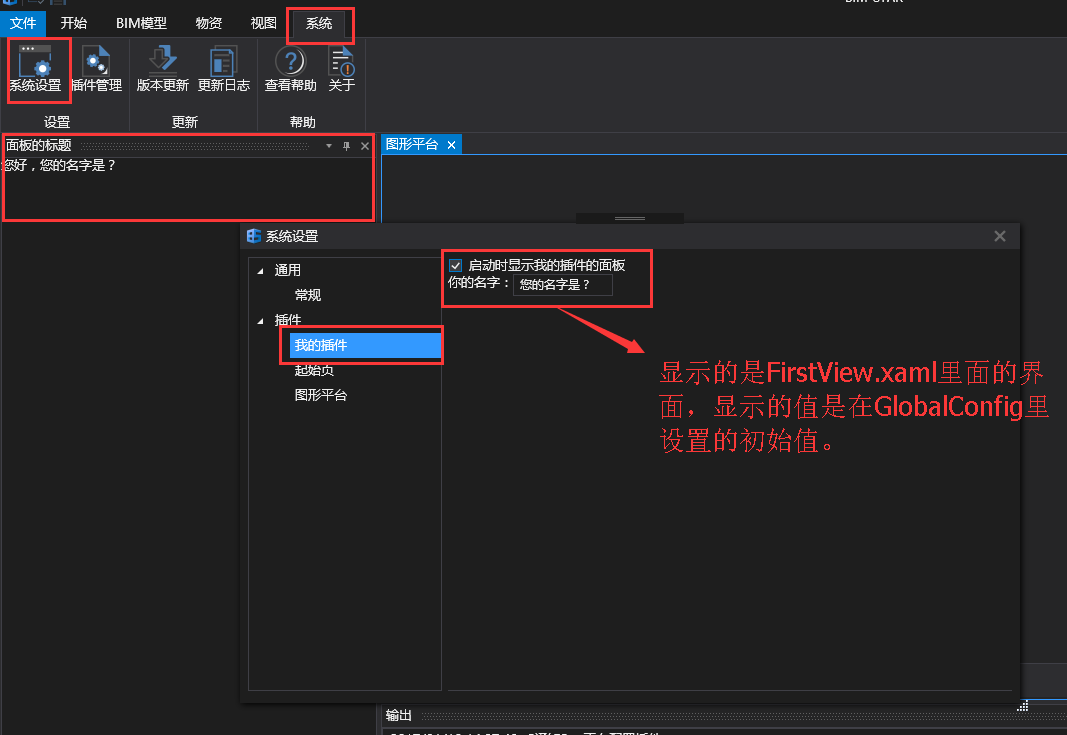 文件 开始 BIM模型 物资 视图 系统
系统设置 插件管理 版本更新 更新日志 查看帮助 关于
设置 更新 帮助
面板的标题
您好，您的名字是？
图形平台
系统设置
通用
常规
插件
我的插件
起始页
图形平台
启动时显示我的插件的面板
你的名字： 您的名字是？
显示的是FirstView.xaml里面的界
面，显示的值是在GlobalConfig里
设置的初始值。
输出